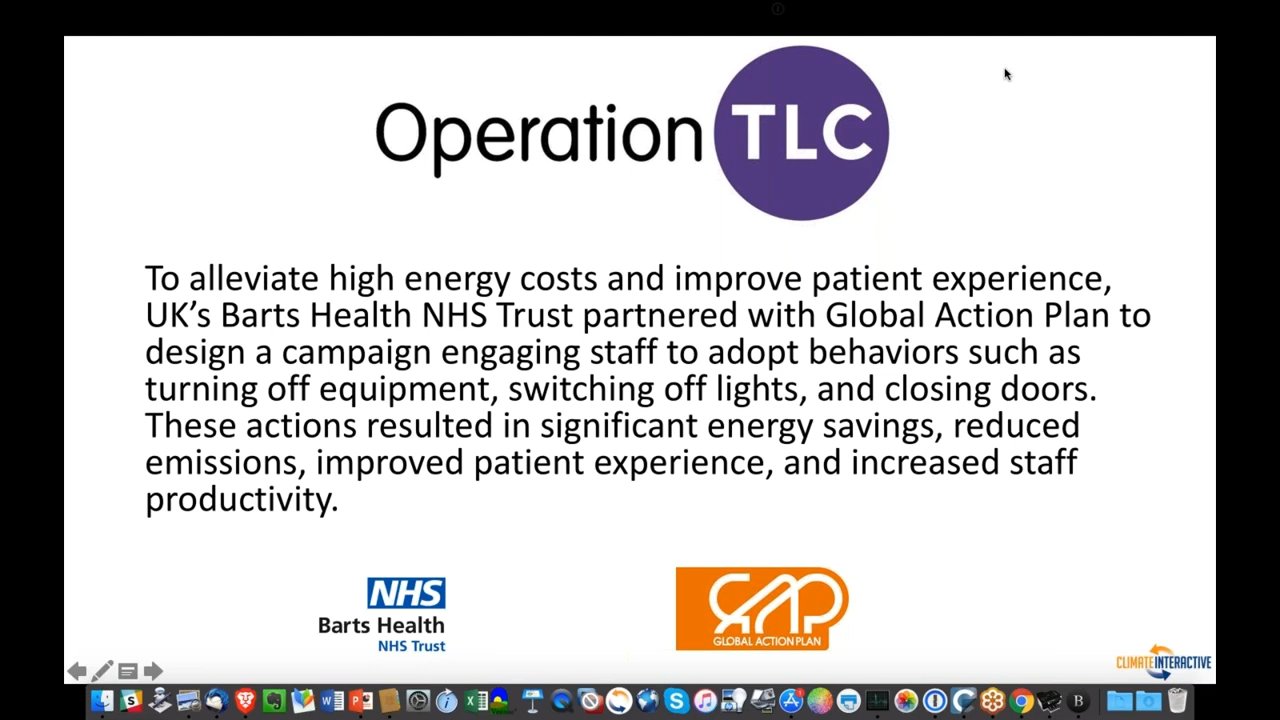 Operation TLC
To alleviate high energy costs and improve patient experience,
UK’s Barts Health NHS Trust partnered with Global Action Plan to
design a campaign engaging staff to adopt behaviors such as
turning off equipment, switching off lights, and closing doors.
These actions resulted in significant energy savings, reduced
emissions, improved patient experience, and increased staff
productivity.
NHS
Barts Health
NHS Trust
GAP
GLOBAL ACTION PLAN
CLIMATE INTERACTIVE